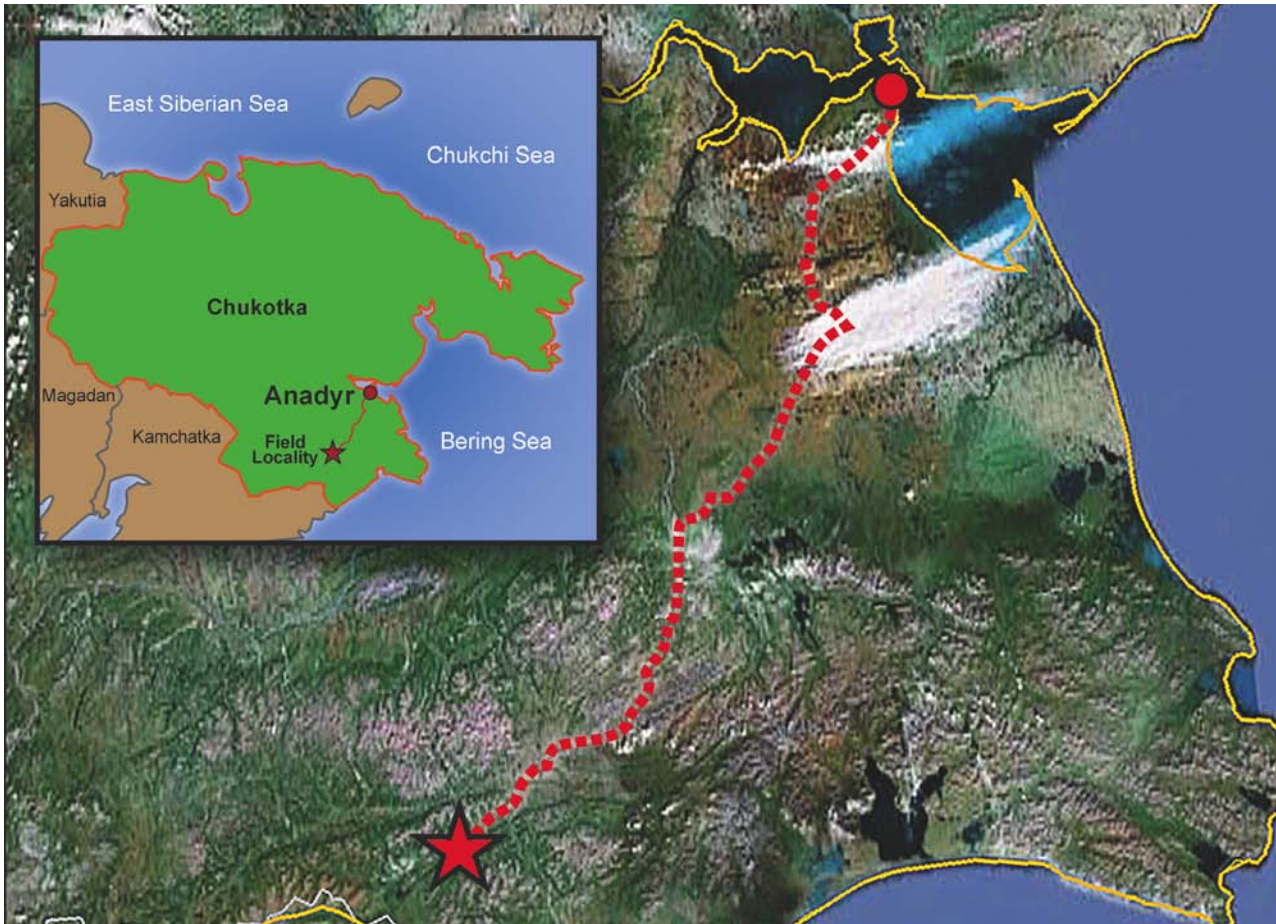 East Siberian Sea
Chukchi Sea
Yakutia
Chukotka
Magadan
Anadyr
Kamchatka
Field
Locality
Bering Sea